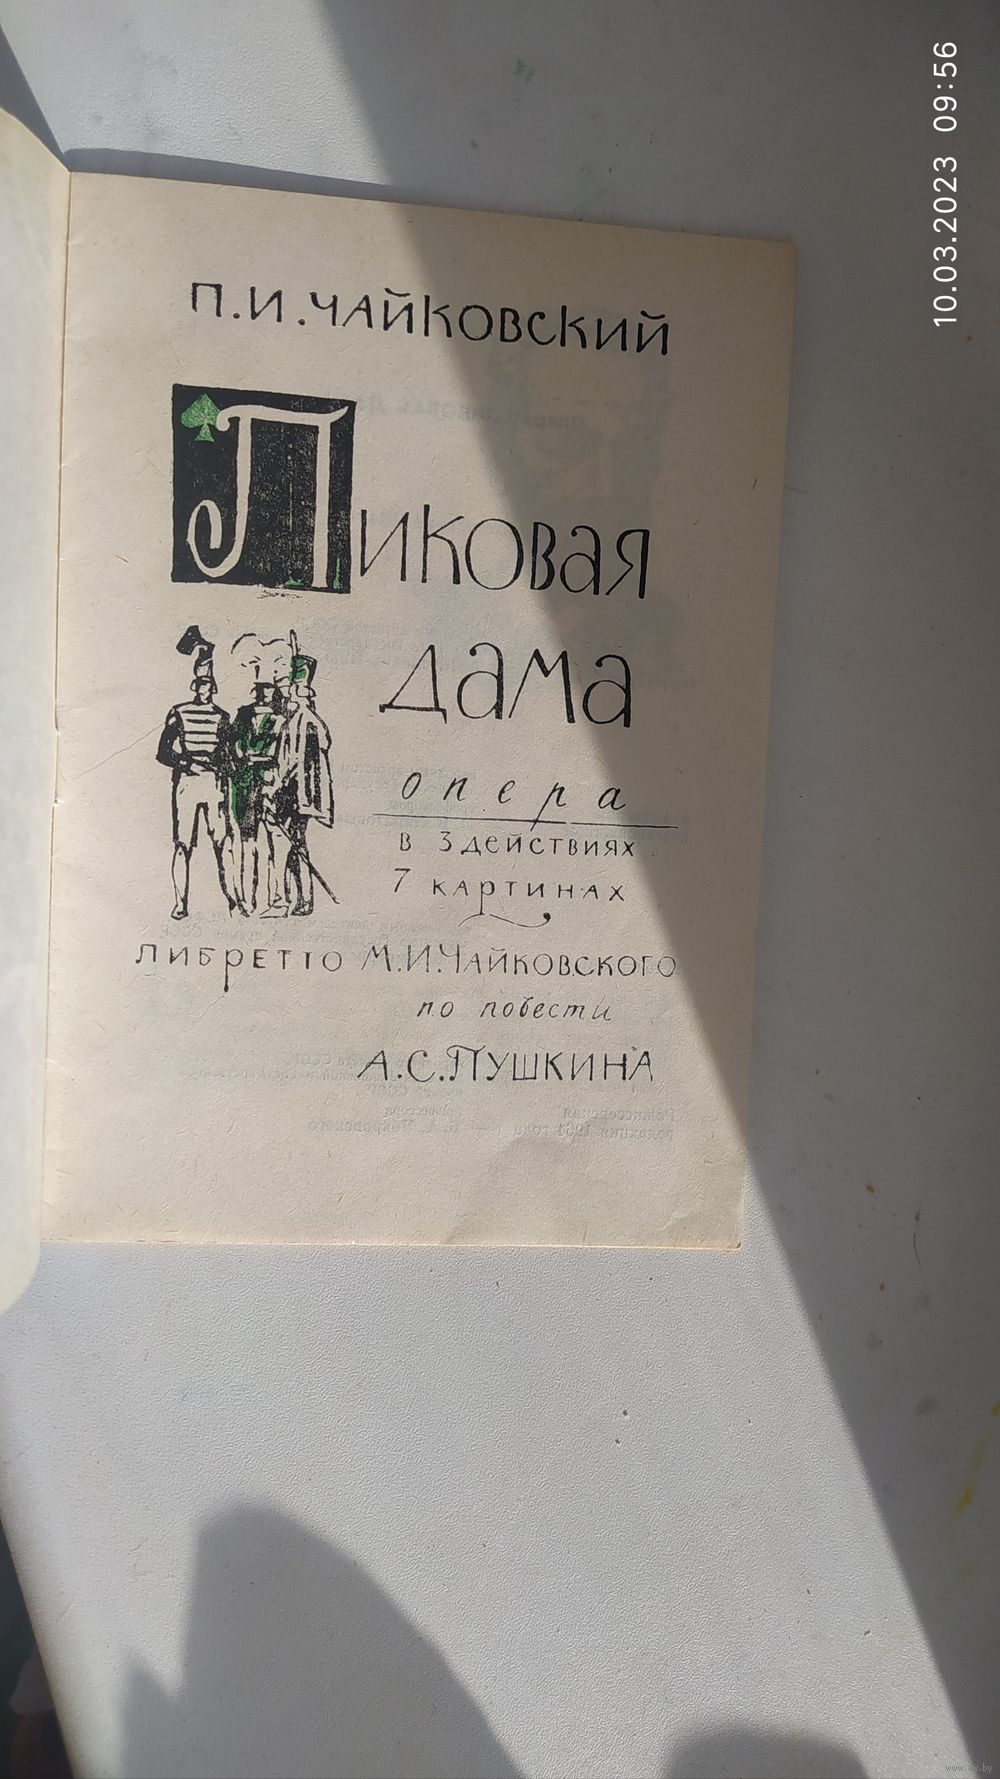 П.И.ЧАЙКОВСКИЙ
ПИКОВАЯ
ДАМА
опера
В 3 ДЕЙСТВИЯХ
7 КАРТИНАХ
ЛИБРЕТТО М.И.ЧАЙКОВСКОГО
по повести
А.С.ПУШКИНА
10.03.2023 09:56